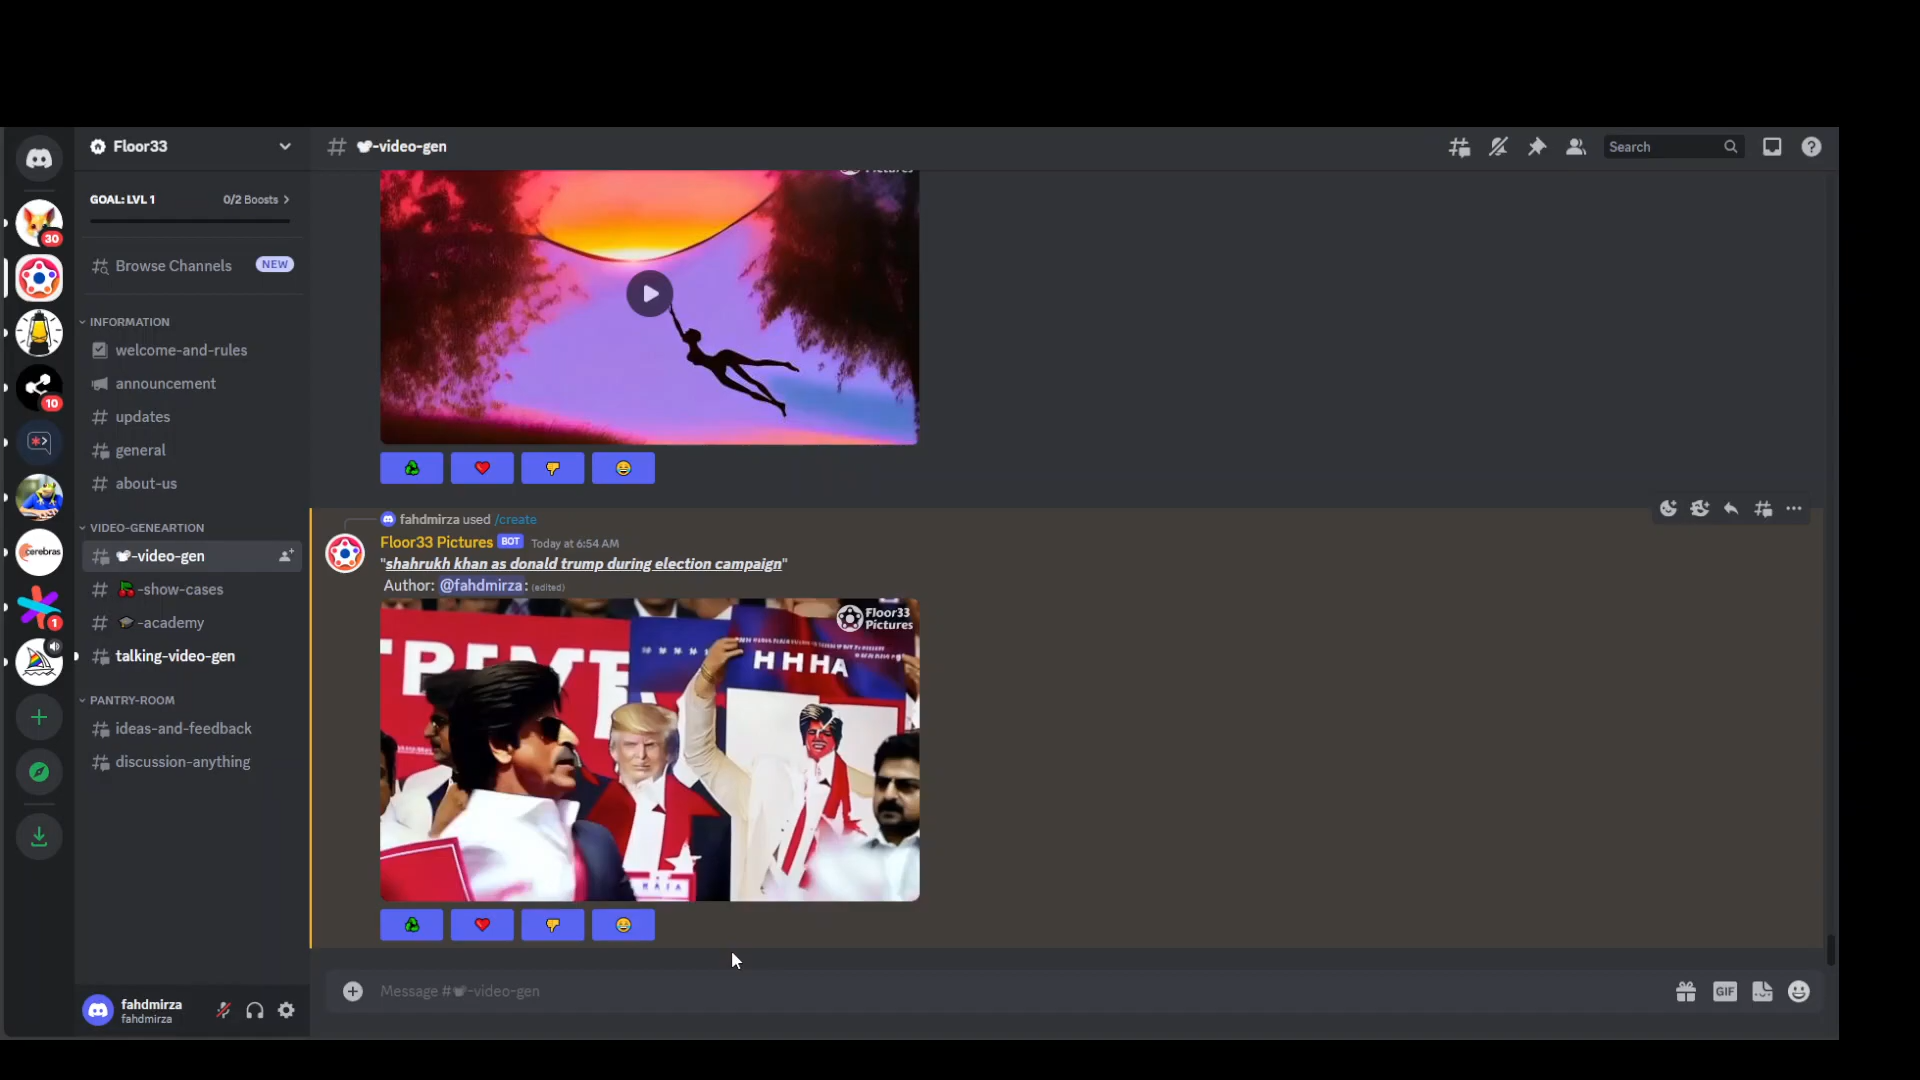 Floor33
GOAL: LVL 1
0/2 Boosts
Browse Channels
NEW
INFORMATION
welcome-and-rules
announcement
updates
general
about-us
VIDEO-GENEARTION
-video-gen
-show-cases
-academy
talking-video-gen
PANTRY-ROOM
ideas-and-feedback
discussion-anything
fahdmirza
fahdmirza
30
10
cerebras
1
-video-gen
Search
Pictures
fahdmirza used /create
Floor33 Pictures BOT Today at 6:54 AM
"shahrukh khan as donald trump during election campaign"
Author: @fahdmirza: (edited)
Floor33
Pictures
HHHA
Message #-video-gen
GIF